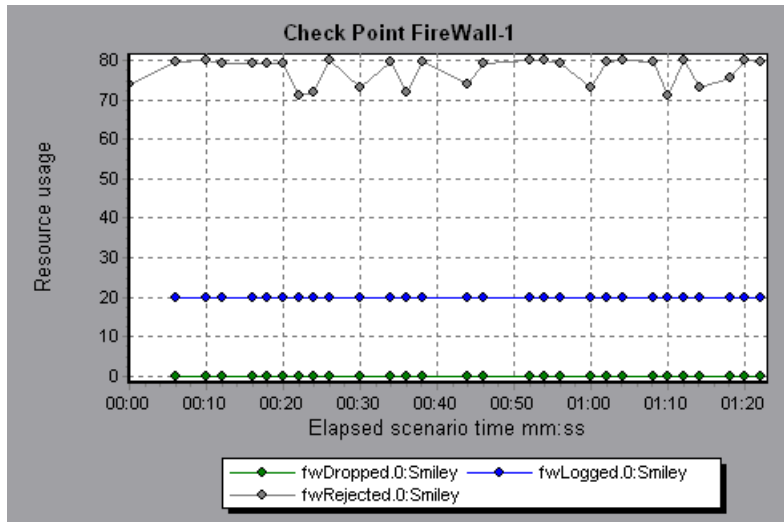 Check Point FireWall-1
Resource usage
80
70
60
50
40
30
20
10
0
00:00 00:10 00:20 00:30 00:40 00:50 01:00 01:10 01:20
Elapsed scenario time mm:ss
fwDropped.0:Smiley fwLogged.0:Smiley
fwRejected.0:Smiley